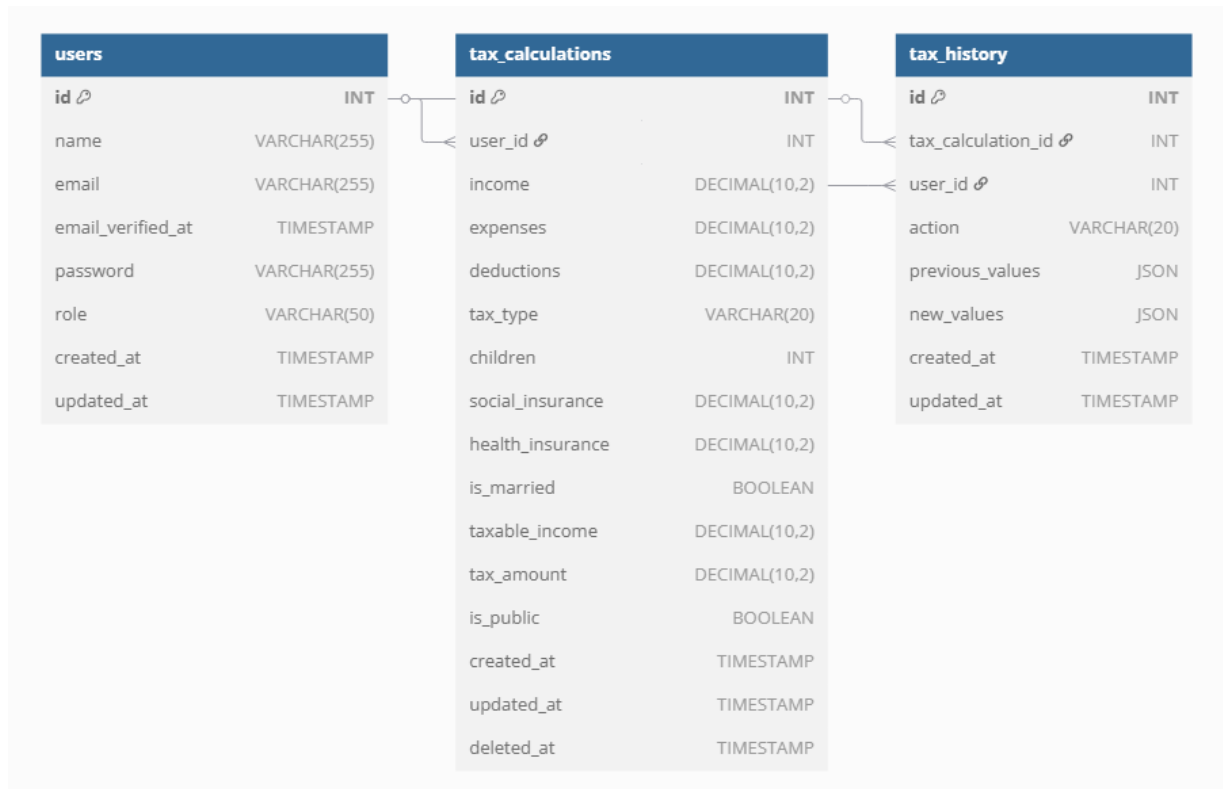 users
id INT
name VARCHAR(255)
email VARCHAR(255)
email_verified_at TIMESTAMP
password VARCHAR(255)
role VARCHAR(50)
created_at TIMESTAMP
updated_at TIMESTAMP
tax_calculations
id INT
user_id INT
income DECIMAL(10,2)
expenses DECIMAL(10,2)
deductions DECIMAL(10,2)
tax_type VARCHAR(20)
children INT
social_insurance DECIMAL(10,2)
health_insurance DECIMAL(10,2)
is_married BOOLEAN
taxable_income DECIMAL(10,2)
tax_amount DECIMAL(10,2)
is_public BOOLEAN
created_at TIMESTAMP
updated_at TIMESTAMP
deleted_at TIMESTAMP
tax_history
id INT
tax_calculation_id INT
user_id INT
action VARCHAR(20)
previous_values JSON
new_values JSON
created_at TIMESTAMP
updated_at TIMESTAMP